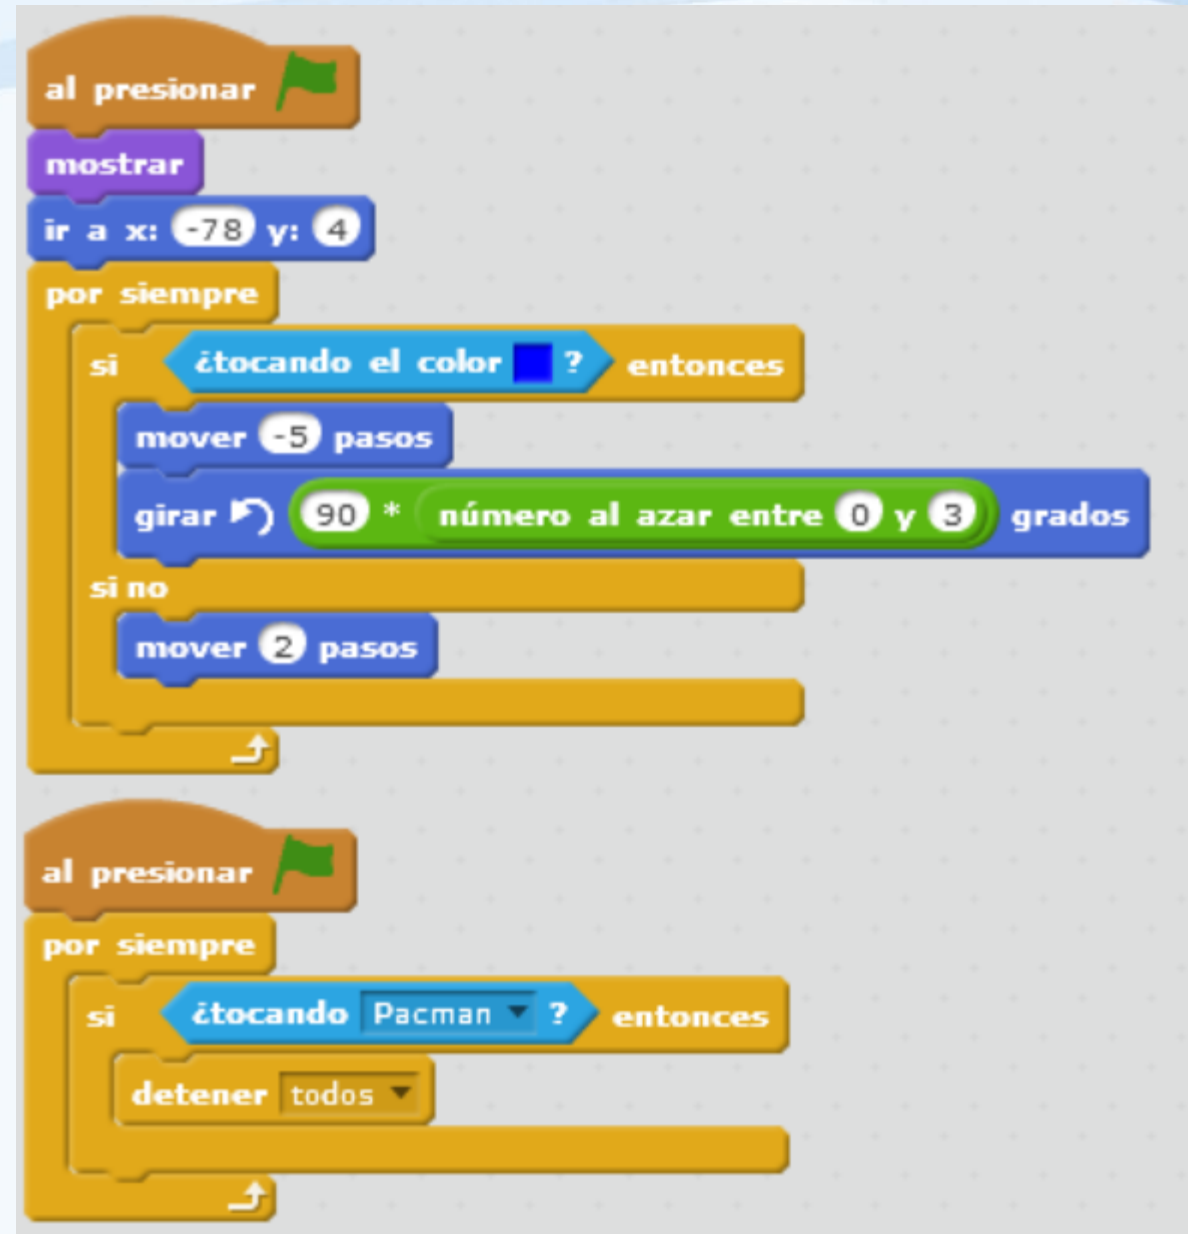 al presionar
mostrar
ir a x: -78 y: 4
por siempre
si ¿tocando el color ? entonces
mover -5 pasos
girar 90 * número al azar entre 0 y 3 grados
si no
mover 2 pasos
al presionar
por siempre
si ¿tocando Pacman ? entonces
detener todos